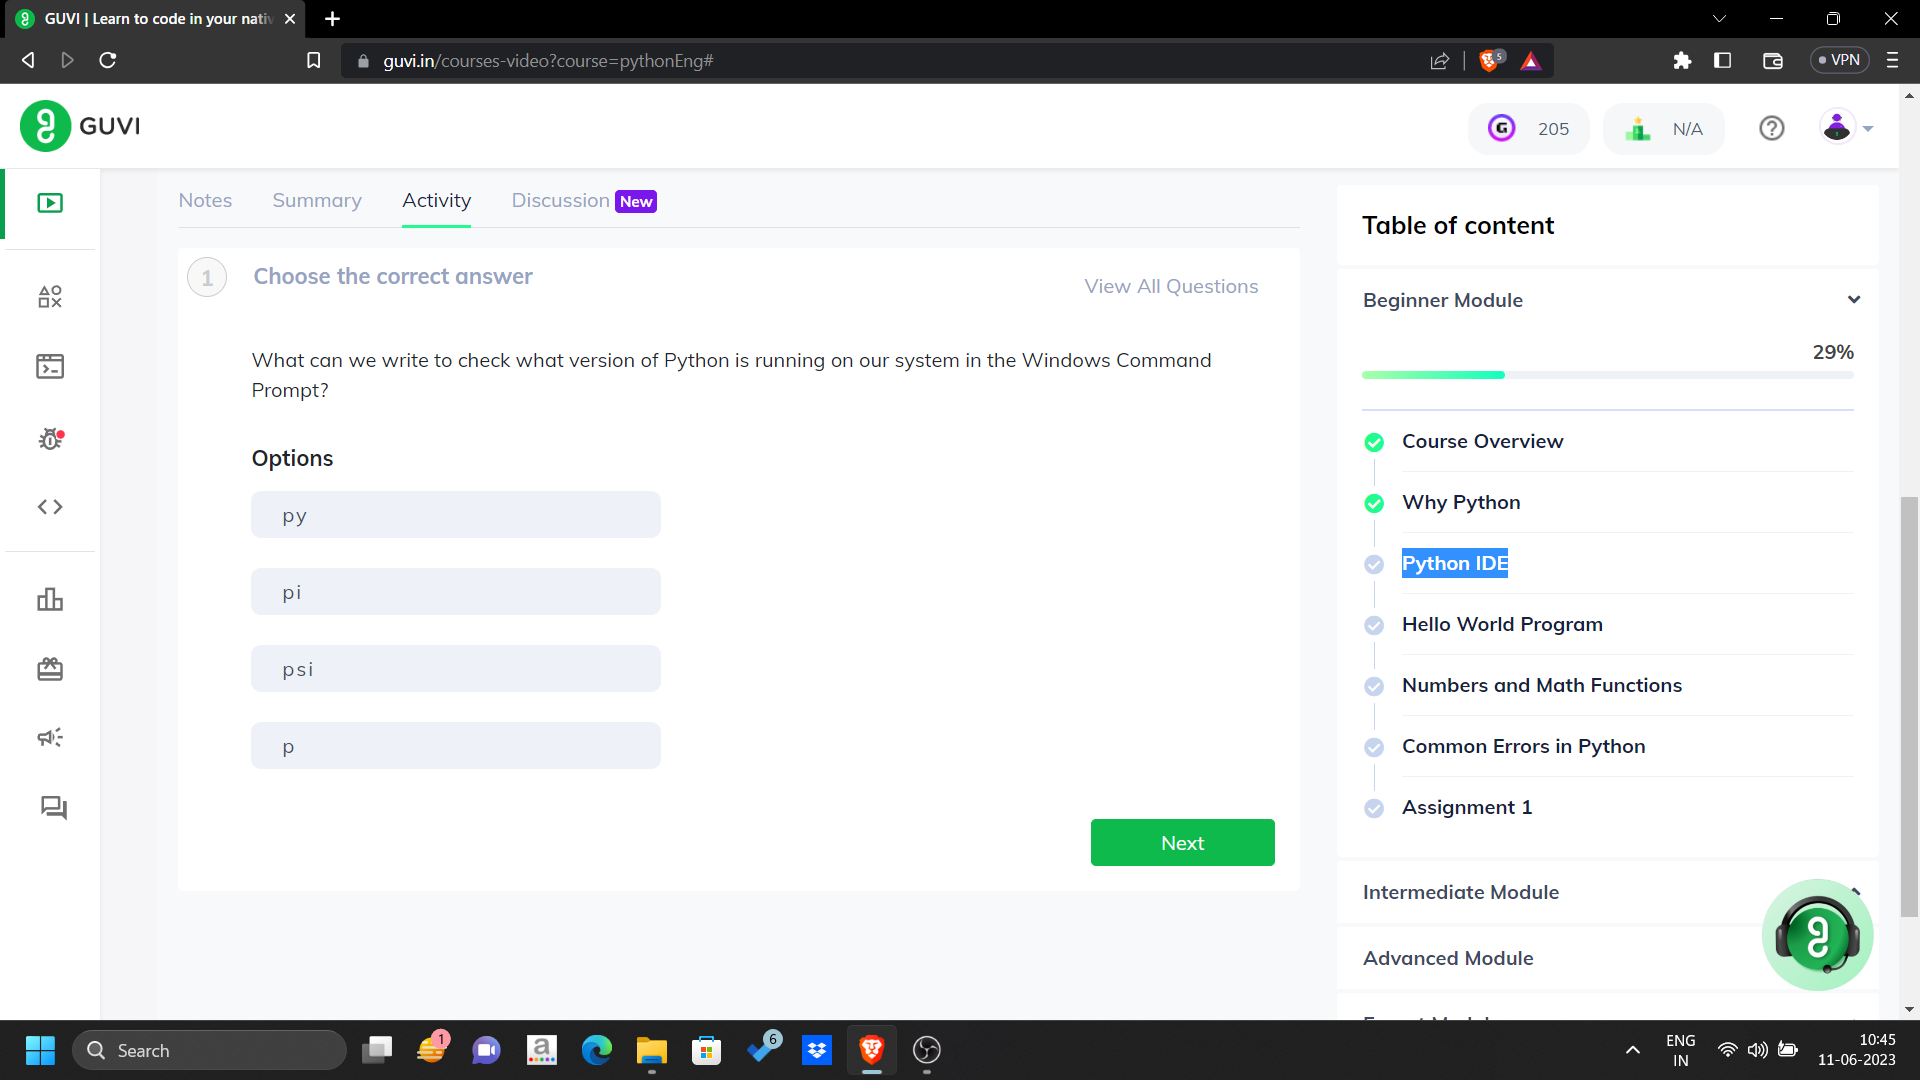 GUVI | Learn to code in your nativ
guvi.in/courses-video?course=pythonEng#
5
VPN
GUVI
G
205
N/A
Notes
Summary
Activity
Discussion
New
1
Choose the correct answer
View All Questions
What can we write to check what version of Python is running on our system in the Windows Command
Prompt?
Options
py
pi
psi
p
Next
Table of content
Beginner Module
29%
Course Overview
Why Python
Python IDE
Hello World Program
Numbers and Math Functions
Common Errors in Python
Assignment 1
Intermediate Module
Advanced Module
Search
1
a
6
ENG
IN
10:45
11-06-2023